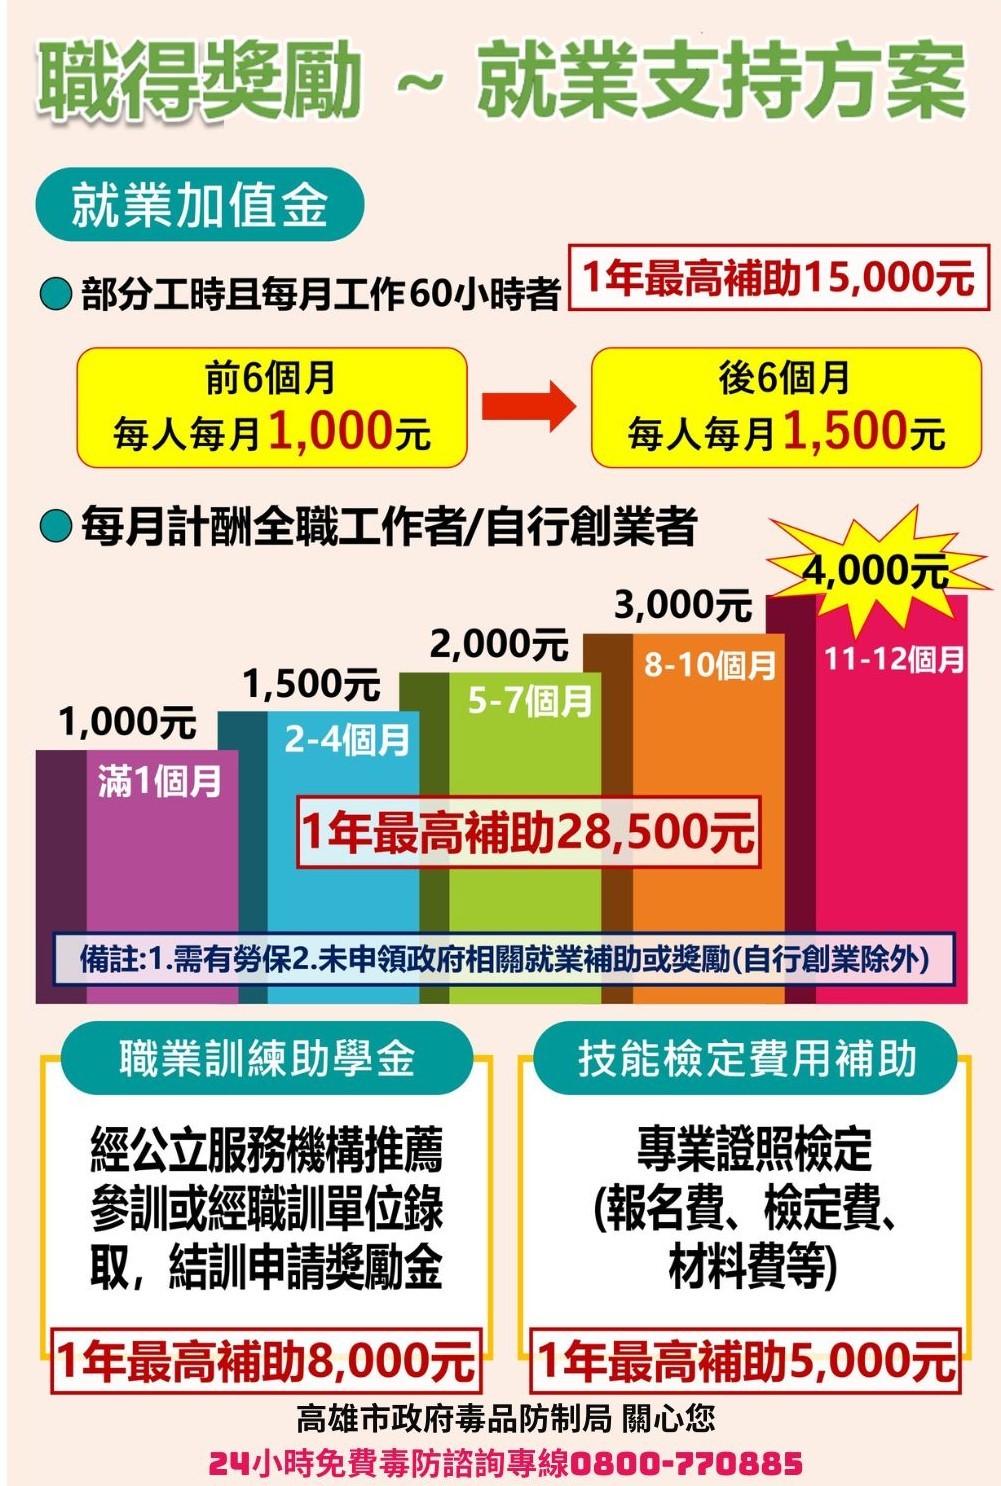 職得獎勵 ~ 就業支持方案
就業加值金
部分工時且每月工作60小時者
1年最高補助15,000元
前6個月
每人每月1,000元
後6個月
每人每月1,500元
每月計酬全職工作者/自行創業者
4,000元
3,000元
2,000元
1,500元
1,000元
滿1個月
2-4個月
5-7個月
8-10個月
11-12個月
1年最高補助28,500元
備註:1.需有勞保2.未申領政府相關就業補助或獎勵(自行創業除外)
職業訓練助學金
經公立服務機構推薦
參訓或經職訓單位錄
取，結訓申請獎勵金
1年最高補助8,000元
技能檢定費用補助
專業證照檢定
(報名費、檢定費、
材料費等)
1年最高補助5,000元
高雄市政府毒品防制局 關心您
24小時免費毒防諮詢專線0800-770885